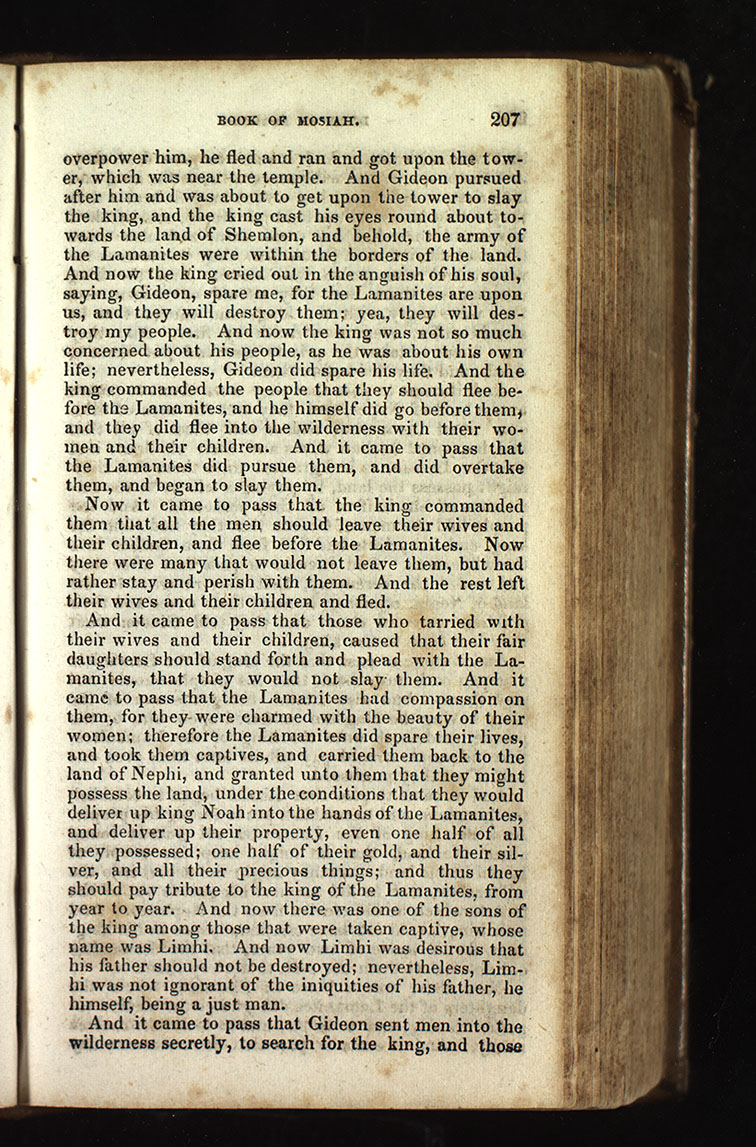 BOOK OF MOSIAH. 207
overpower him, he fled and ran and got upon the tow-
er, which was near the temple. And Gideon pursued
after him and was about to get upon the tower to slay
the king, and the king cast his eyes round about to-
wards the land of Shemlon, and behold, the army of
the Lamanites were within the borders of the land.
And now the king cried out in the anguish of his soul,
saying, Gideon, spare me, for the Lamanites are upon
us, and they will destroy them; yea, they will des-
troy my people. And now the king was not so much
concerned about his people, as he was about his own
life; nevertheless, Gideon did spare his life. And the
king commanded the people that they should flee be-
fore the Lamanites, and he himself did go before them,
and they did flee into the wilderness with their wo-
men and their children. And it came to pass that
the Lamanites did pursue them, and did overtake
them, and began to slay them.
Now it came to pass that the king commanded
them that all the men should leave their wives and
their children, and flee before the Lamanites. Now
there were many that would not leave them, but had
rather stay and perish with them. And the rest left
their wives and their children and fled.
And it came to pass that those who tarried with
their wives and their children, caused that their fair
daughters should stand forth and plead with the La-
manites, that they would not slay them. And it
came to pass that the Lamanites had compassion on
them, for they were charmed with the beauty of their
women; therefore the Lamanites did spare their lives,
and took them captives, and carried them back to the
land of Nephi, and granted unto them that they might
possess the land, under the conditions that they would
deliver up king Noah into the hands of the Lamanites,
and deliver up their property, even one half of all
they possessed; one half of their gold, and their sil-
ver, and all their precious things; and thus they
should pay tribute to the king of the Lamanites, from
year to year. And now there was one of the sons of
the king among those that were taken captive, whose
name was Limhi. And now Limhi was desirous that
his father should not be destroyed; nevertheless, Lim-
hi was not ignorant of the iniquities of his father, he
himself, being a just man.
And it came to pass that Gideon sent men into the
wilderness secretly, to search for the king, and those